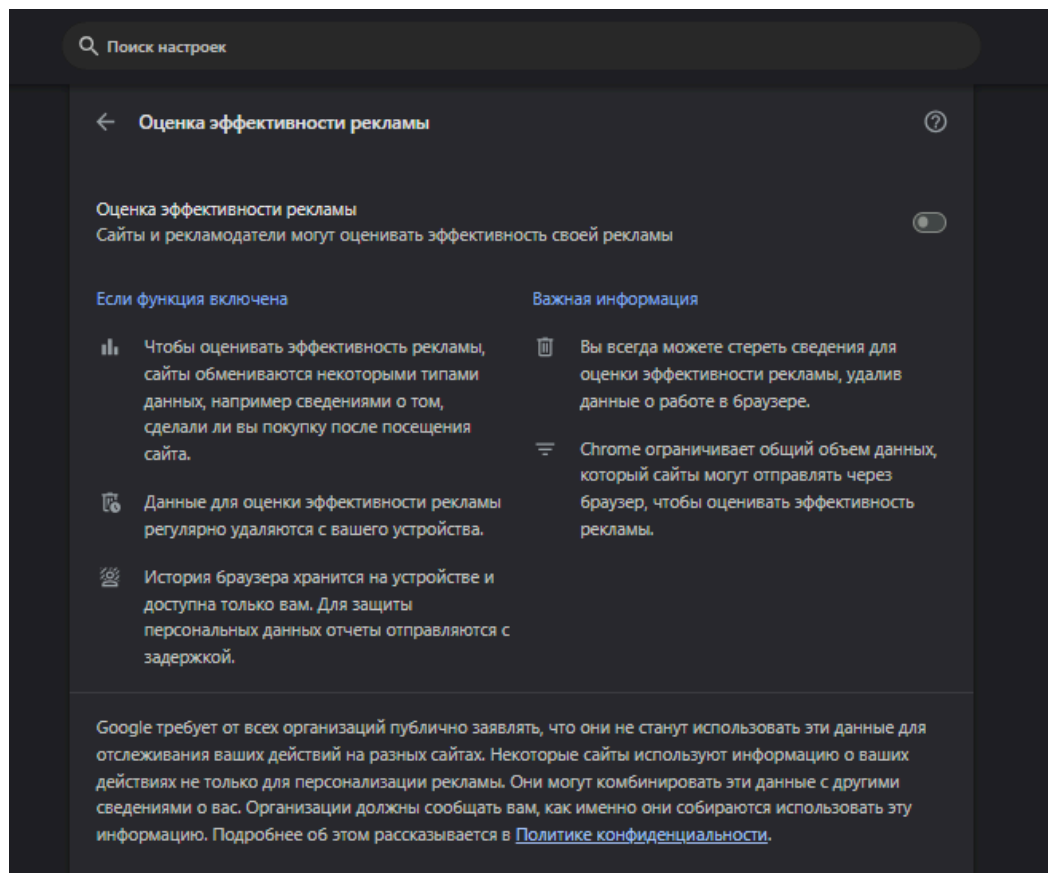 Поиск настроек
Оценка эффективности рекламы
Оценка эффективности рекламы
Сайты и рекламодатели могут оценивать эффективность своей рекламы
Если функция включена
Чтобы оценивать эффективность рекламы,
сайты обмениваются некоторыми типами
данных, например сведениями о том,
сделали ли вы покупку после посещения
сайта.
Данные для оценки эффективности рекламы
регулярно удаляются с вашего устройства.
История браузера хранится на устройстве и
доступна только вам. Для защиты
персональных данных отчеты отправляются с
задержкой.
Важная информация
Вы всегда можете стереть сведения для
оценки эффективности рекламы, удалив
данные о работе в браузере.
Chrome ограничивает общий объем данных,
который сайты могут отправлять через
браузер, чтобы оценивать эффективность
рекламы.
Google требует от всех организаций публично заявлять, что они не станут использовать эти данные для
отслеживания ваших действий на разных сайтах. Некоторые сайты используют информацию о ваших
действиях не только для персонализации рекламы. Они могут комбинировать эти данные с другими
сведениями о вас. Организации должны сообщать вам, как именно они собираются использовать эту
информацию. Подробнее об этом рассказывается в Политике конфиденциальности.